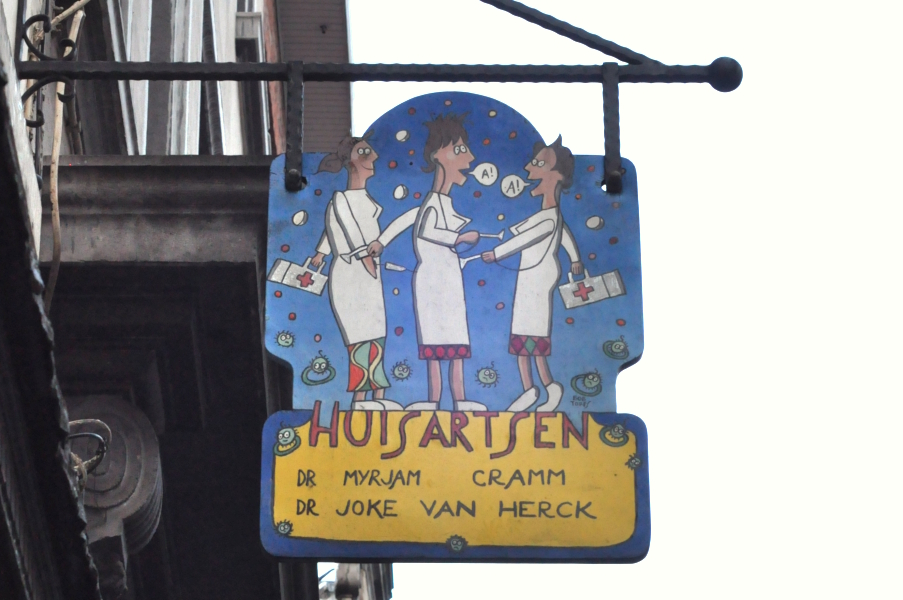 A!
A!
HUISARTSEN
DR MYRJAM CRAMM
DR JOKE VAN HERCK